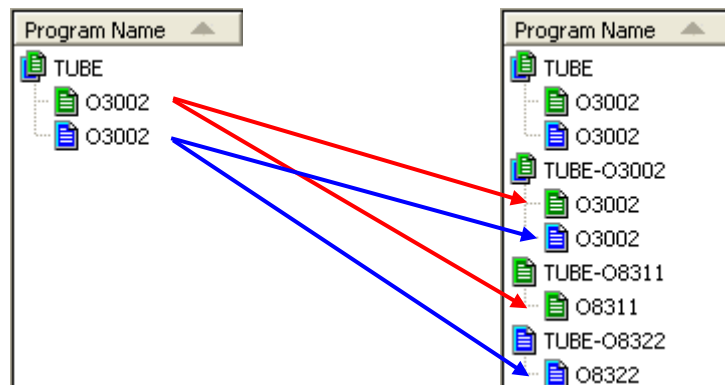 Program Name
TUBE
O3002
O3002
Program Name
TUBE
O3002
O3002
TUBE-O3002
O3002
O3002
TUBE-O8311
O8311
TUBE-O8322
O8322